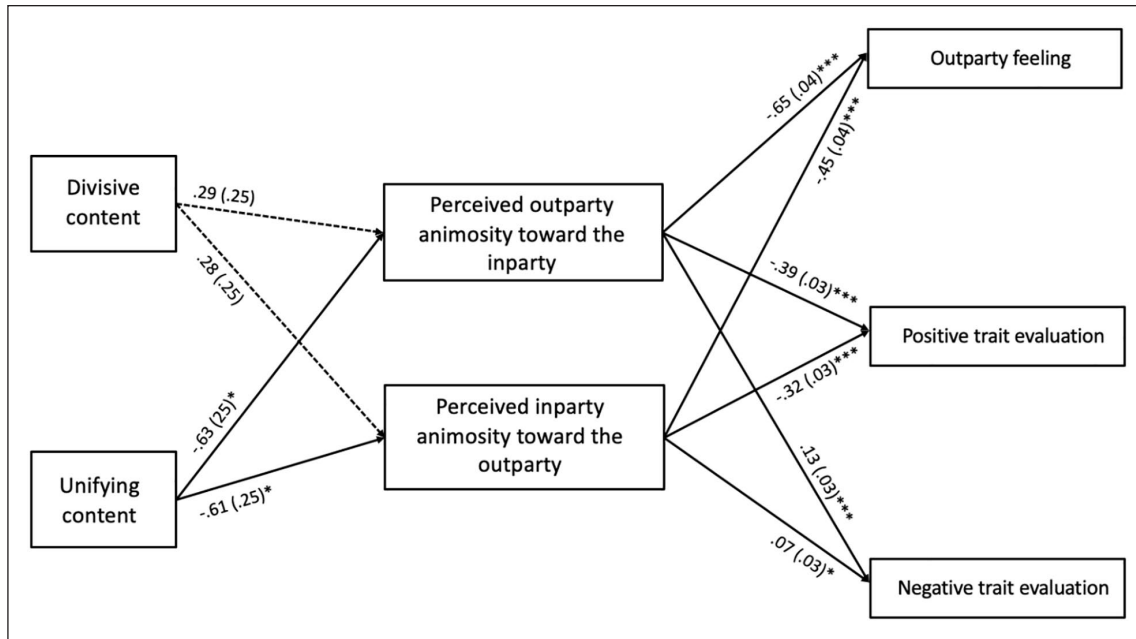 Outparty feeling
-.65 (.04)***
-.45 (.04)***
Divisive
content
.29 (.25)
.28 (.25)
Perceived outparty
animosity toward the
inparty
-.39 (.03)***
Positive trait evaluation
-.32 (.03)***
Perceived inparty
animosity toward the
outparty
-.63 (25)*
Unifying
content
-.61 (.25)*
.13 (.03)***
.07 (.03)*
Negative trait evaluation